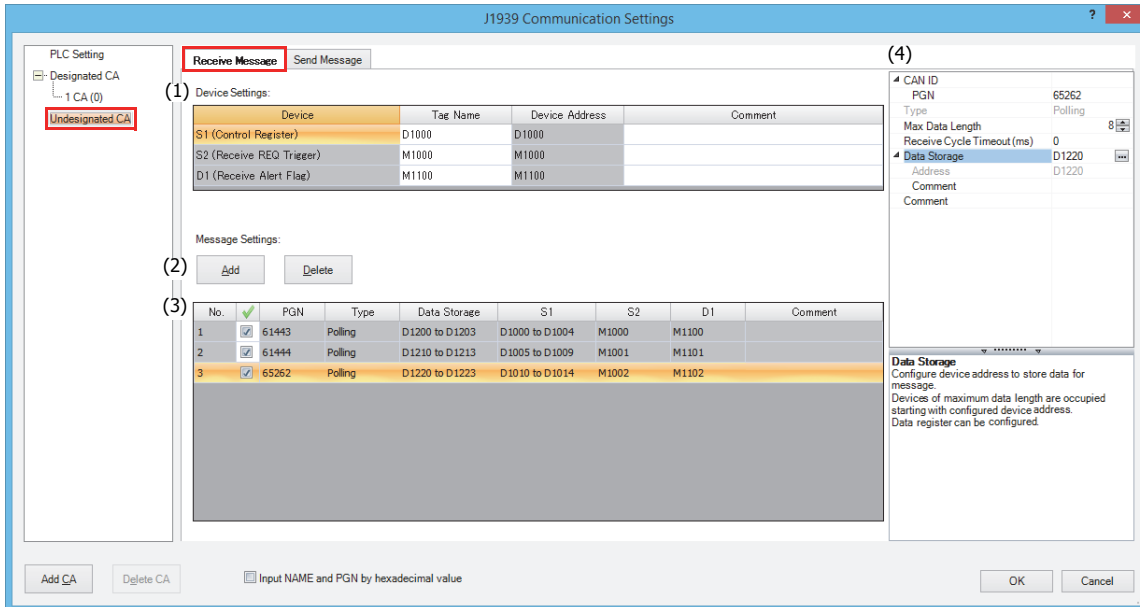 J1939 Communication Settings
?
×
PLC Setting
Designated CA
1 CA (0)
Undesignated CA
Receive Message Send Message
(1) Device Settings:
Device Tag Name Device Address Comment
S1 (Control Register) D1000 D1000
S2 (Receive REQ Trigger) M1000 M1000
D1 (Receive Alert Flag) M1100 M1100
Message Settings:
(2) Add Delete
(3) No. PGN Type Data Storage S1 S2 D1 Comment
1 61443 Polling D1200 to D1203 D1000 to D1004 M1000 M1100
2 61444 Polling D1210 to D1213 D1005 to D1009 M1001 M1101
3 65262 Polling D1220 to D1223 D1010 to D1014 M1002 M1102
(4)
CAN ID
PGN 65262
Type Polling
Max Data Length 8
Receive Cycle Timeout (ms) 0
Data Storage D1220 ...
Address D1220
Comment
Comment
Data Storage
Configure device address to store data for
message.
Devices of maximum data length are occupied
starting with configured device address.
Data register can be configured.
Add CA Delete CA Input NAME and PGN by hexadecimal value OK Cancel